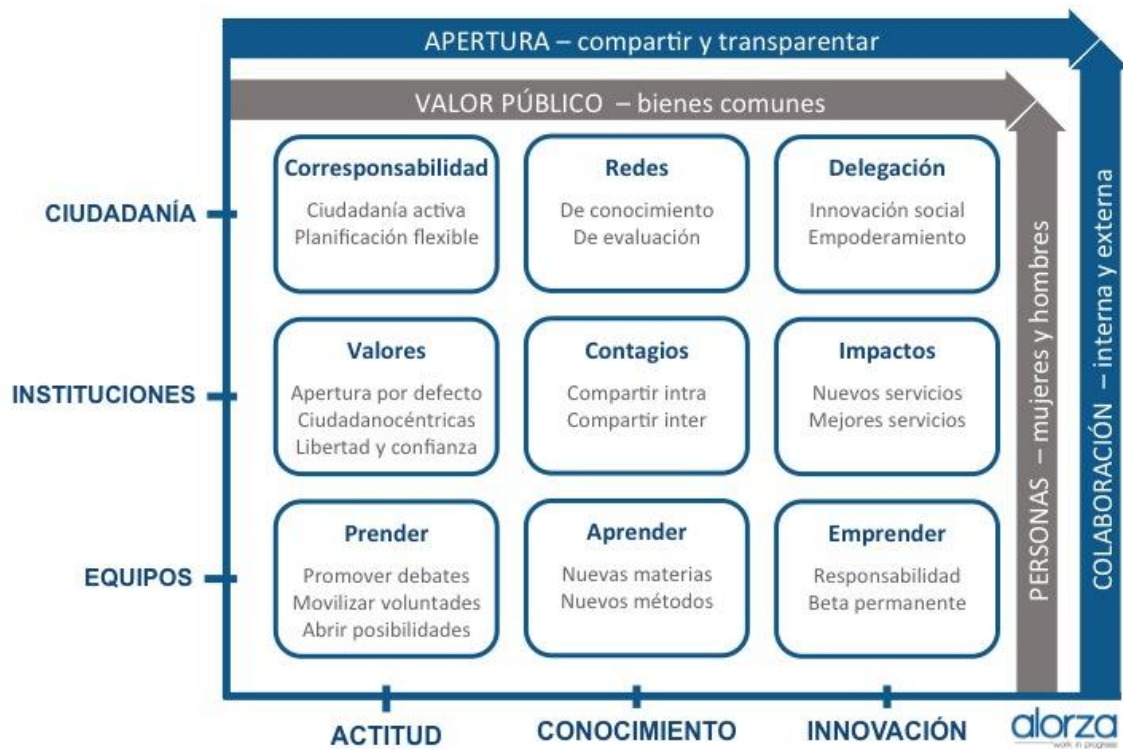 APERTURA – compartir y transparentar
VALOR PÚBLICO – bienes comunes
CIUDADANÍA
Corresponsabilidad
Ciudadanía activa
Planificación flexible
Redes
De conocimiento
De evaluación
Delegación
Innovación social
Empoderamiento
INSTITUCIONES
Valores
Apertura por defecto
Ciudadanocéntricas
Libertad y confianza
Contagios
Compartir intra
Compartir inter
Impactos
Nuevos servicios
Mejores servicios
EQUIPOS
Prender
Promover debates
Movilizar voluntades
Abrir posibilidades
Aprender
Nuevas materias
Nuevos métodos
Emprender
Responsabilidad
Beta permanente
PERSONAS – mujeres y hombres
COLABORACIÓN – interna y externa
ACTITUD
CONOCIMIENTO
INNOVACIÓN
alorza
work in progress